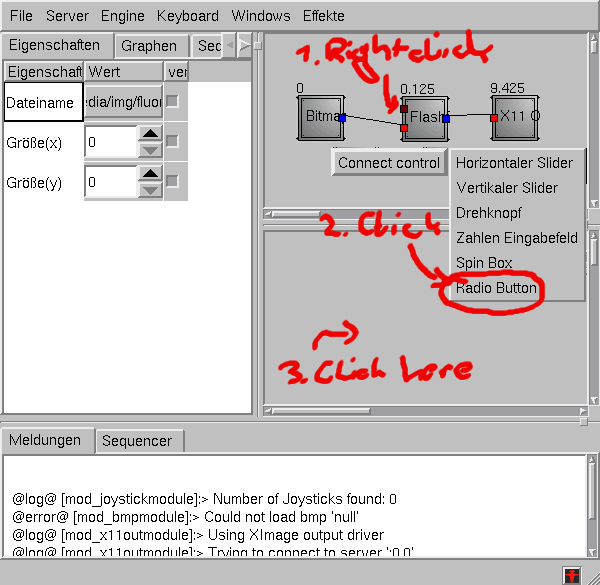 File Server Engine Keyboard Windows Effekte
Eigenschaften Graphen Seq
Eigenschaft Wert ver
Dateiname edia/img/fluor
Größe(x) 0
Größe(y) 0
1. Rightclick
0 0.125 9.425
Bitma Flash X11 O
Connect control
Horizontaler Slider
Vertikaler Slider
Drehknopf
Zahlen Eingabefeld
Spin Box
Radio Button
2. Click
3. Click here
Meldungen Sequencer
@log@ [mod_joystickmodule]:> Number of Joysticks found: 0
@error@ [mod_bmpmodule]:> Could not load bmp 'null'
@log@ [mod_x11outmodule]:> Using XImage output driver
@log@ [mod_x11outmodule]:> Trying to connect to server ':0.0'